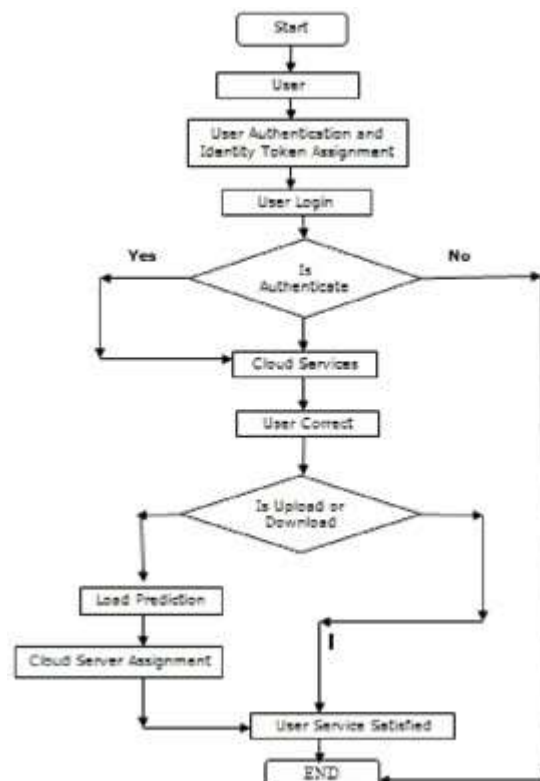 Start
User
User Authentication and
Identity Token Assignment
User Login
Yes
No
Is
Authenticate
Cloud Services
User Correct
Is Upload or
Download
Load Prediction
Cloud Server Assignment
User Service Satisfied
END